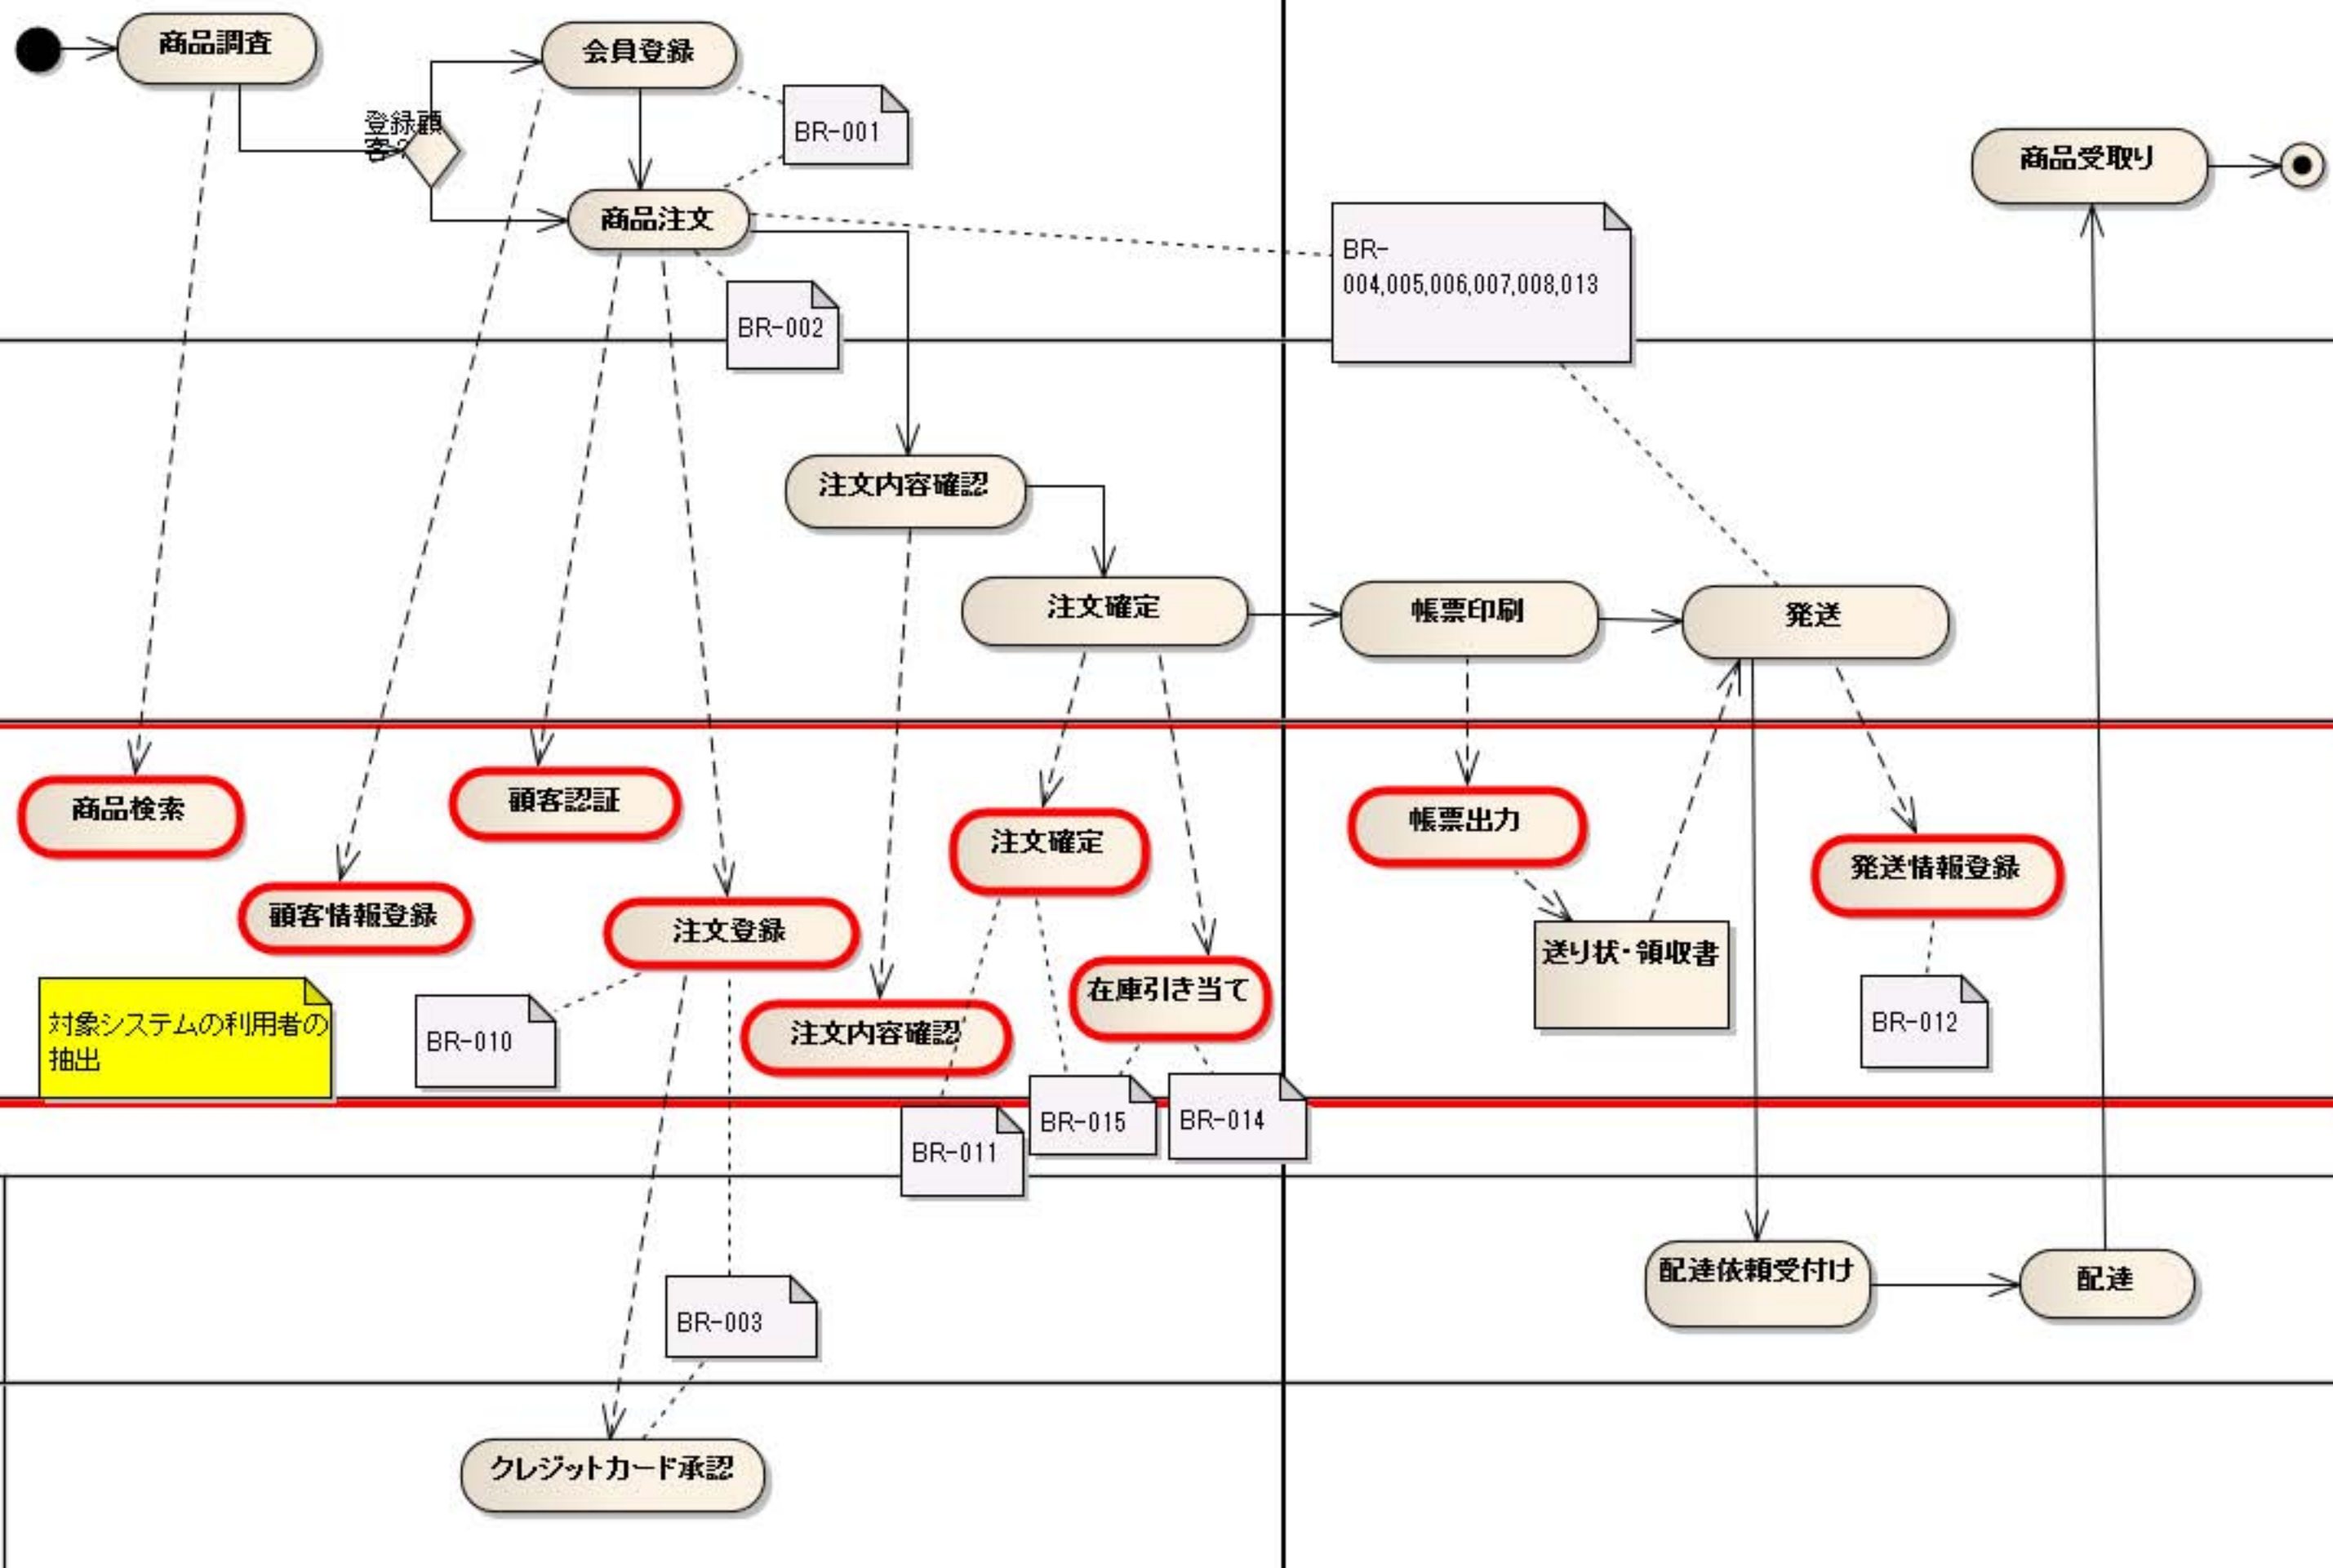 商品調査
会員登録
登録顧
客?
BR-001
商品受取り
商品注文
BR-
004,005,006,007,008,013
BR-002
注文内容確認
注文確定
帳票印刷
発送
商品検索
顧客認証
注文確定
帳票出力
発送情報登録
顧客情報登録
注文登録
送り状・領収書
在庫引き当て
対象システムの利用者の
抽出
BR-010
注文内容確認
BR-012
BR-015
BR-014
BR-011
配達依頼受付け
配達
BR-003
クレジットカード承認